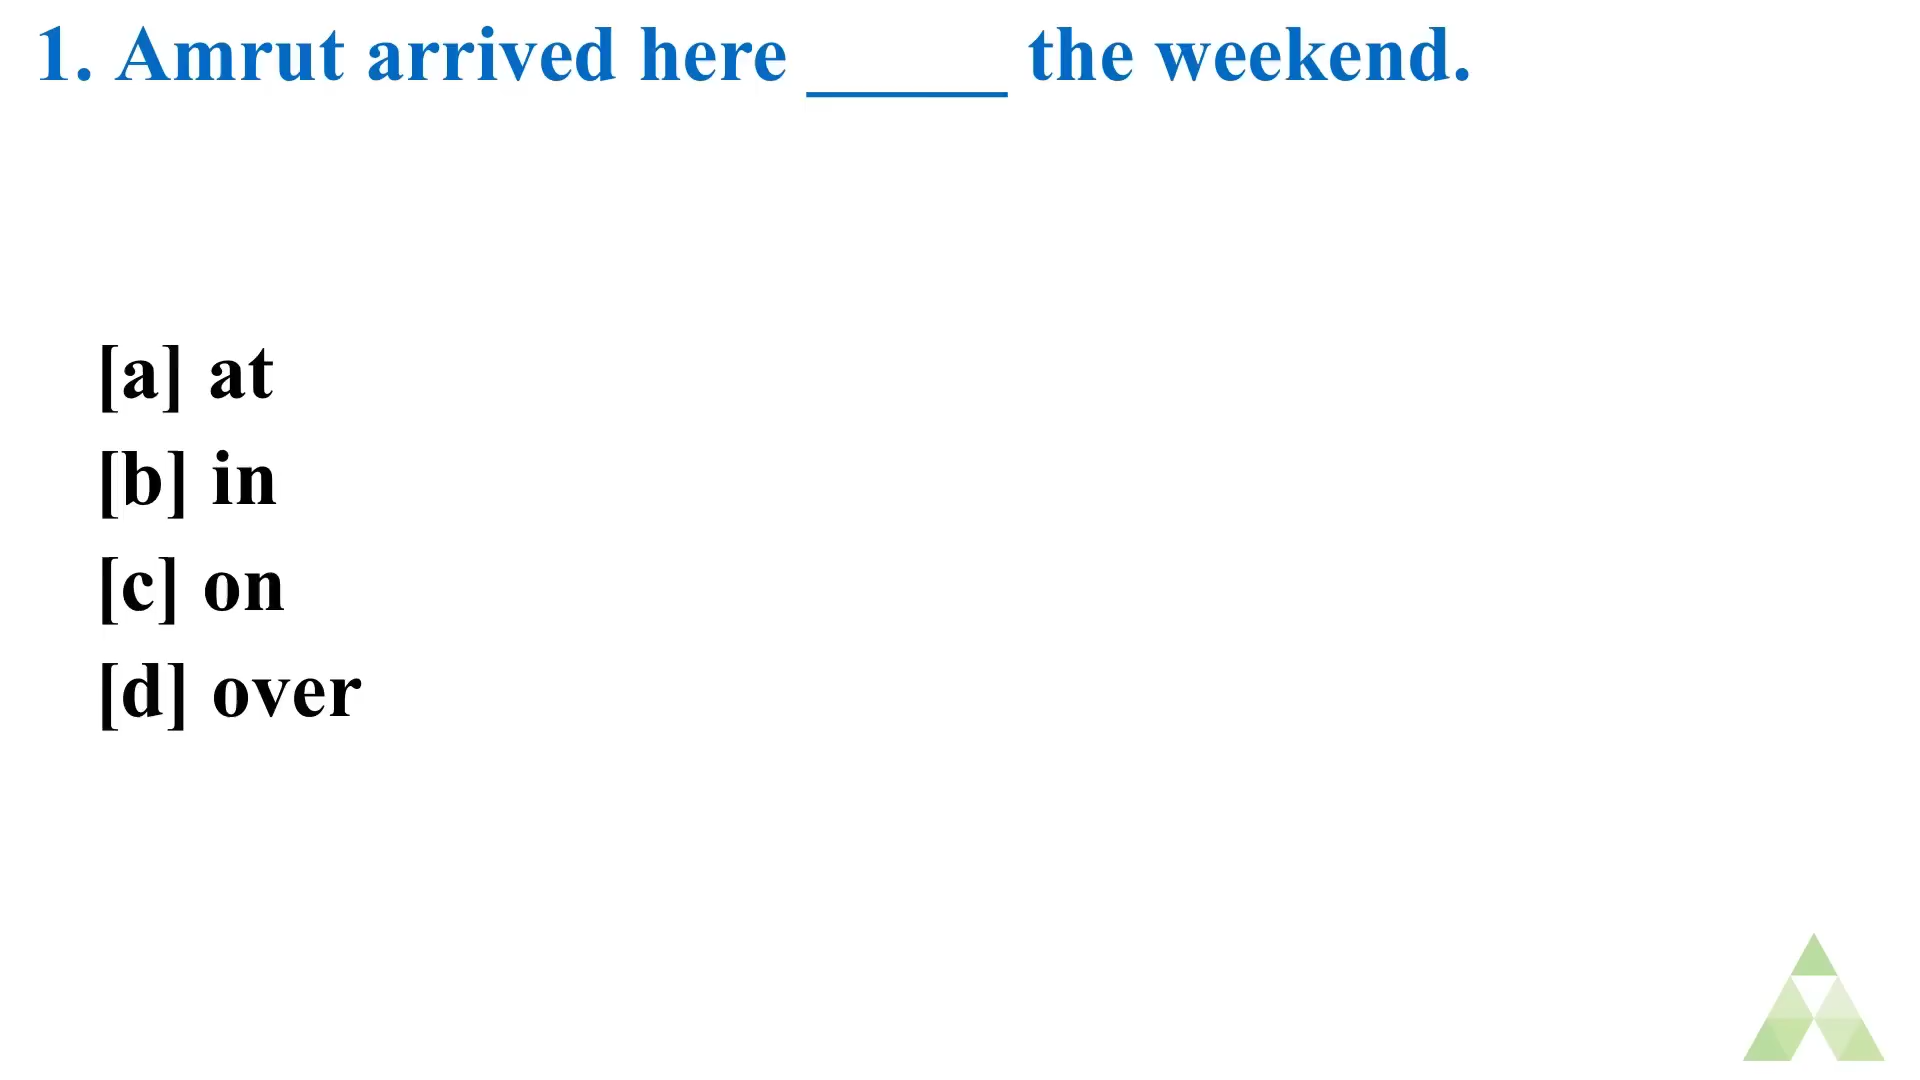 1. Amrut arrived here _____ the weekend.
[a] at
[b] in
[c] on
[d] over